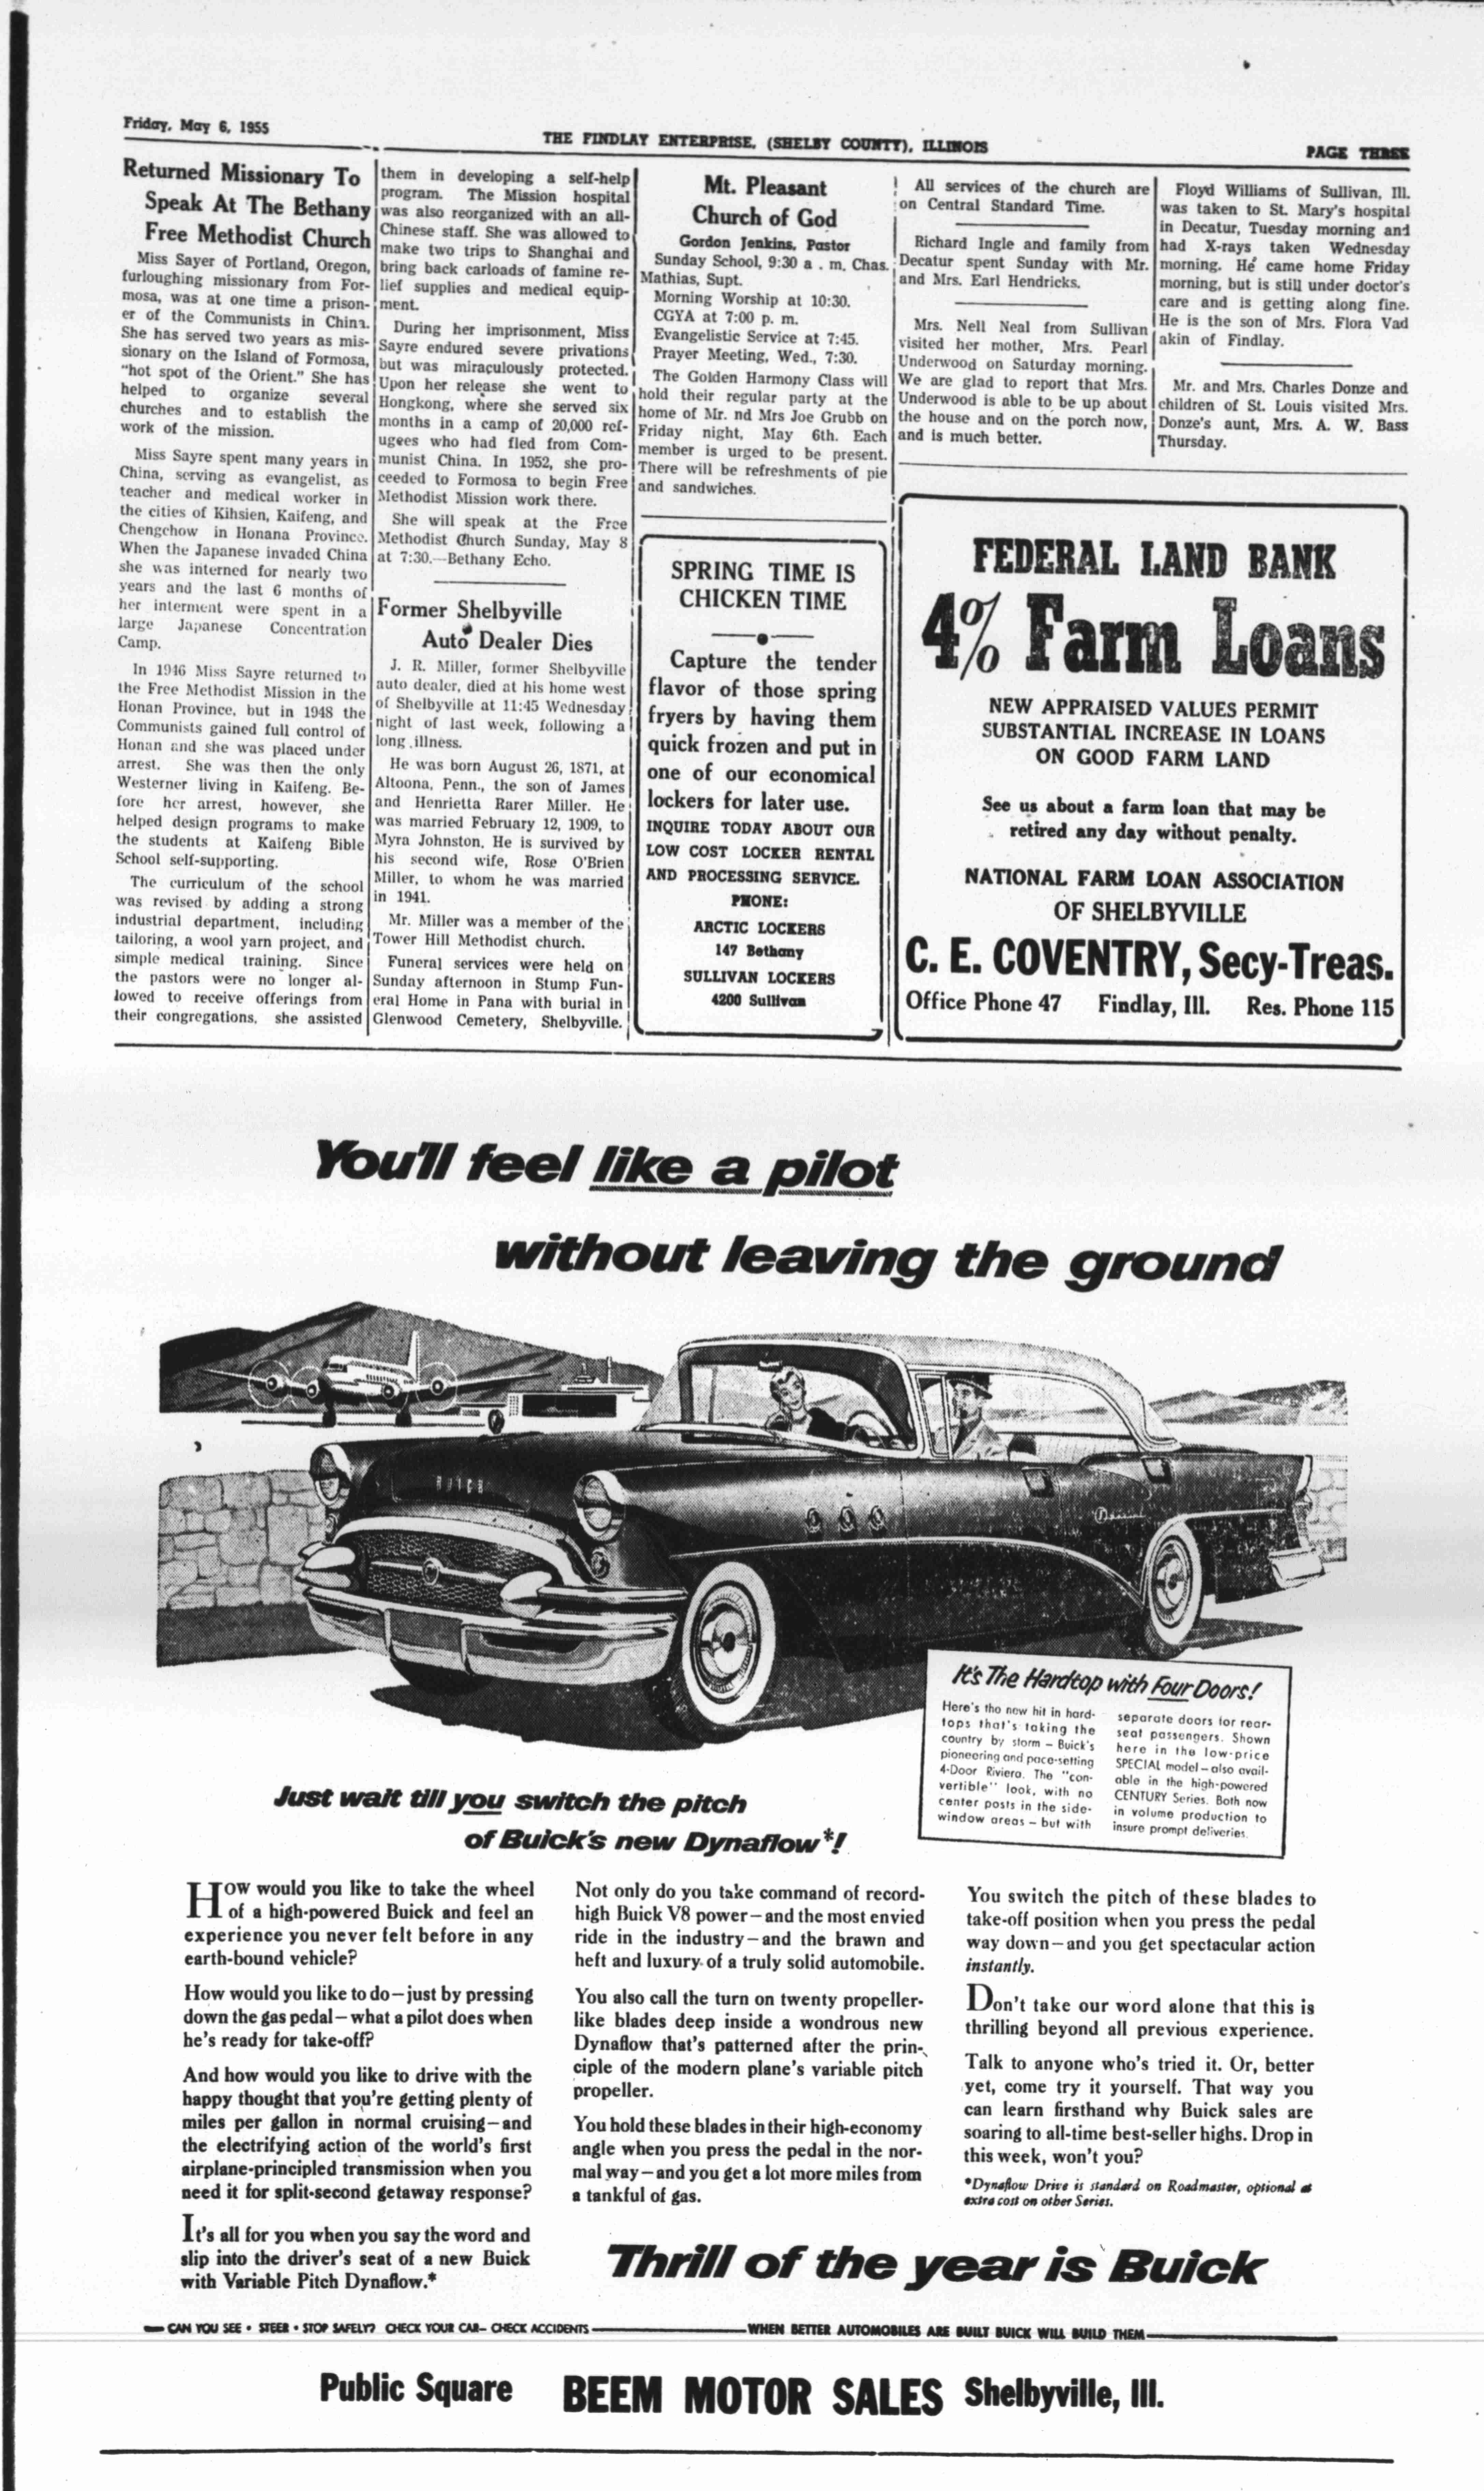 Friday, May 6, 1955
THE FINDLAY ENTERPRISE, (SHELBY COUNTY), ILLINOIS
PAGE THREE
Returned Missionary To
Speak At The Bethany
Free Methodist Church
Miss Sayer of Portland, Oregon,
furloughing missionary from For-
mosa, was at one time a prison-
er of the Communists in China.
She has served two years as mis-
sionary on the Island of Formosa,
"hot spot of the Orient." She has
helped to organize several
churches and to establish the
work of the mission.
Miss Sayre spent many years in
China, serving as evangelist, as
teacher and medical worker in
the cities of Kihsien, Kaifeng, and
Chengchow in Honana Province.
When the Japanese invaded China
she was interned for nearly two
years and the last 6 months of
her interment were spent in a
large Japanese Concentration
Camp.
In 1946 Miss Sayre returned to
the Free Methodist Mission in the
Honan Province, but in 1948 the
Communists gained full control of
Honan and she was placed under
arrest. She was then the only
Westerner living in Kaifeng. Be-
fore her arrest, however, she
helped design programs to make
the students at Kaifeng Bible
School self-supporting.
The curriculum of the school
was revised by adding a strong
industrial department, including
tailoring, a wool yarn project, and
simple medical training. Since
the pastors were no longer al-
lowed to receive offerings from
their congregations, she assisted
them in developing a self-help
program. The Mission hospital
was also reorganized with an all-
Chinese staff. She was allowed to
make two trips to Shanghai and
bring back carloads of famine re-
lief supplies and medical equip-
ment.
During her imprisonment, Miss
Sayre endured severe privations
but was miraculously protected.
Upon her release she went to
Hongkong, where she served six
months in a camp of 20,000 ref-
ugees who had fled from Com-
munist China. In 1952, she pro-
ceeded to Formosa to begin Free
Methodist Mission work there.
She will speak at the Free
Methodist Church Sunday, May 8
at 7:30.—Bethany Echo.
Former Shelbyville
Auto Dealer Dies
J. R. Miller, former Shelbyville
auto dealer, died at his home west
of Shelbyville at 11:45 Wednesday
night of last week, following a
long illness.
He was born August 26, 1871, at
Altoona, Penn., the son of James
and Henrietta Rarer Miller. He
was married February 12, 1909, to
Myra Johnston. He is survived by
his second wife, Rose O'Brien
Miller, to whom he was married
in 1941.
Mr. Miller was a member of the
Tower Hill Methodist church.
Funeral services were held on
Sunday afternoon in Stump Fun-
eral Home in Pana with burial in
Glenwood Cemetery, Shelbyville.
Mt. Pleasant
Church of God
Gordon Jenkins, Pastor
Sunday School, 9:30 a . m. Chas.
Mathias, Supt.
Morning Worship at 10:30.
CGYA at 7:00 p. m.
Evangelistic Service at 7:45.
Prayer Meeting, Wed., 7:30.
The Golden Harmony Class will
hold their regular party at the
home of Mr. nd Mrs Joe Grubb on
Friday night, May 6th. Each
member is urged to be present.
There will be refreshments of pie
and sandwiches.
SPRING TIME IS
CHICKEN TIME
Capture the tender
flavor of those spring
fryers by having them
quick frozen and put in
one of our economical
lockers for later use.
INQUIRE TODAY ABOUT OUR
LOW COST LOCKER RENTAL
AND PROCESSING SERVICE.
PHONE:
ARCTIC LOCKERS
147 Bethany
SULLIVAN LOCKERS
4200 Sullivan
All services of the church are
on Central Standard Time.
Richard Ingle and family from
Decatur spent Sunday with Mr.
and Mrs. Earl Hendricks.
Mrs. Nell Neal from Sullivan
visited her mother, Mrs. Pearl
Underwood on Saturday morning.
We are glad to report that Mrs.
Underwood is able to be up about
the house and on the porch now,
and is much better.
Floyd Williams of Sullivan, Ill.
was taken to St. Mary's hospital
in Decatur, Tuesday morning and
had X-rays taken Wednesday
morning. He came home Friday
morning, but is still under doctor's
care and is getting along fine.
He is the son of Mrs. Flora Vad
akin of Findlay.
Mr. and Mrs. Charles Donze and
children of St. Louis visited Mrs.
Donze's aunt, Mrs. A. W. Bass
Thursday.
FEDERAL LAND BANK
4% Farm Loans
NEW APPRAISED VALUES PERMIT
SUBSTANTIAL INCREASE IN LOANS
ON GOOD FARM LAND
See us about a farm loan that may be
retired any day without penalty.
NATIONAL FARM LOAN ASSOCIATION
OF SHELBYVILLE
C. E. COVENTRY, Secy-Treas.
Office Phone 47 Findlay, Ill. Res. Phone 115
You'll feel like a pilot
without leaving the ground
BUICK
Special
It's The Hardtop with Four Doors!
Here's the new hit in hard-
tops that's taking the
country by storm – Buick's
pioneering and pace-setting
4-Door Riviera. The "con-
vertible" look, with no
center posts in the side-
window areas – but with
separate doors for rear-
seat passengers. Shown
here in the low-price
SPECIAL model – also avail-
able in the high-powered
CENTURY Series. Both now
in volume production to
insure prompt deliveries.
Just wait till you switch the pitch
of Buick's new Dynaflow*!
HOW would you like to take the wheel
of a high-powered Buick and feel an
experience you never felt before in any
earth-bound vehicle?
How would you like to do—just by pressing
down the gas pedal—what a pilot does when
he's ready for take-off?
And how would you like to drive with the
happy thought that you're getting plenty of
miles per gallon in normal cruising—and
the electrifying action of the world's first
airplane-principled transmission when you
need it for split-second getaway response?
It's all for you when you say the word and
slip into the driver's seat of a new Buick
with Variable Pitch Dynaflow.*
Not only do you take command of record-
high Buick V8 power—and the most envied
ride in the industry—and the brawn and
heft and luxury of a truly solid automobile.
You also call the turn on twenty propeller-
like blades deep inside a wondrous new
Dynaflow that's patterned after the prin-
ciple of the modern plane's variable pitch
propeller.
You hold these blades in their high-economy
angle when you press the pedal in the nor-
mal way—and you get a lot more miles from
a tankful of gas.
You switch the pitch of these blades to
take-off position when you press the pedal
way down—and you get spectacular action
instantly.
Don't take our word alone that this is
thrilling beyond all previous experience.
Talk to anyone who's tried it. Or, better
yet, come try it yourself. That way you
can learn firsthand why Buick sales are
soaring to all-time best-seller highs. Drop in
this week, won't you?
*Dynaflow Drive is standard on Roadmaster, optional at
extra cost on other Series.
Thrill of the year is Buick
CAN YOU SEE • STEER • STOP SAFELY? CHECK YOUR CAR– CHECK ACCIDENTS
WHEN BETTER AUTOMOBILES ARE BUILT BUICK WILL BUILD THEM
Public Square BEEM MOTOR SALES Shelbyville, Ill.